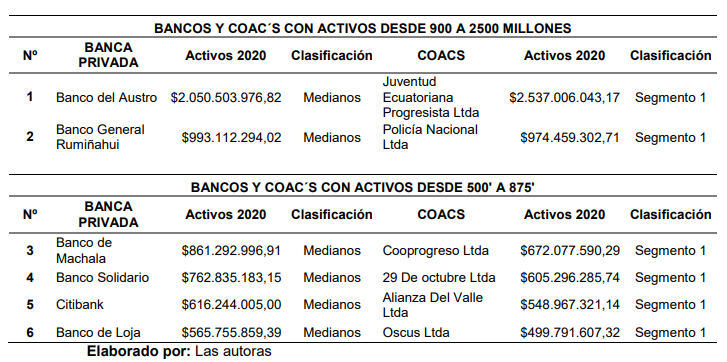 BANCOS Y COAC´S CON ACTIVOS DESDE 900 A 2500 MILLONES
Nº BANCA PRIVADA Activos 2020 Clasificación COACS Activos 2020 Clasificación
1 Banco del Austro $2.050.503.976,82 Medianos Juventud Ecuatoriana Progresista Ltda $2.537.006.043,17 Segmento 1
2 Banco General Rumiñahui $993.112.294,02 Medianos Policía Nacional Ltda $974.459.302,71 Segmento 1
BANCOS Y COAC´S CON ACTIVOS DESDE 500' A 875'
Nº BANCA PRIVADA Activos 2020 Clasificación COACS Activos 2020 Clasificación
3 Banco de Machala $861.292.996,91 Medianos Cooprogreso Ltda $672.077.590,29 Segmento 1
4 Banco Solidario $762.835.183,15 Medianos 29 De octubre Ltda $605.296.285,74 Segmento 1
5 Citibank $616.244.005,00 Medianos Alianza Del Valle Ltda $548.967.321,14 Segmento 1
6 Banco de Loja $565.755.859,39 Medianos Oscus Ltda $499.791.607,32 Segmento 1
Elaborado por: Las autoras